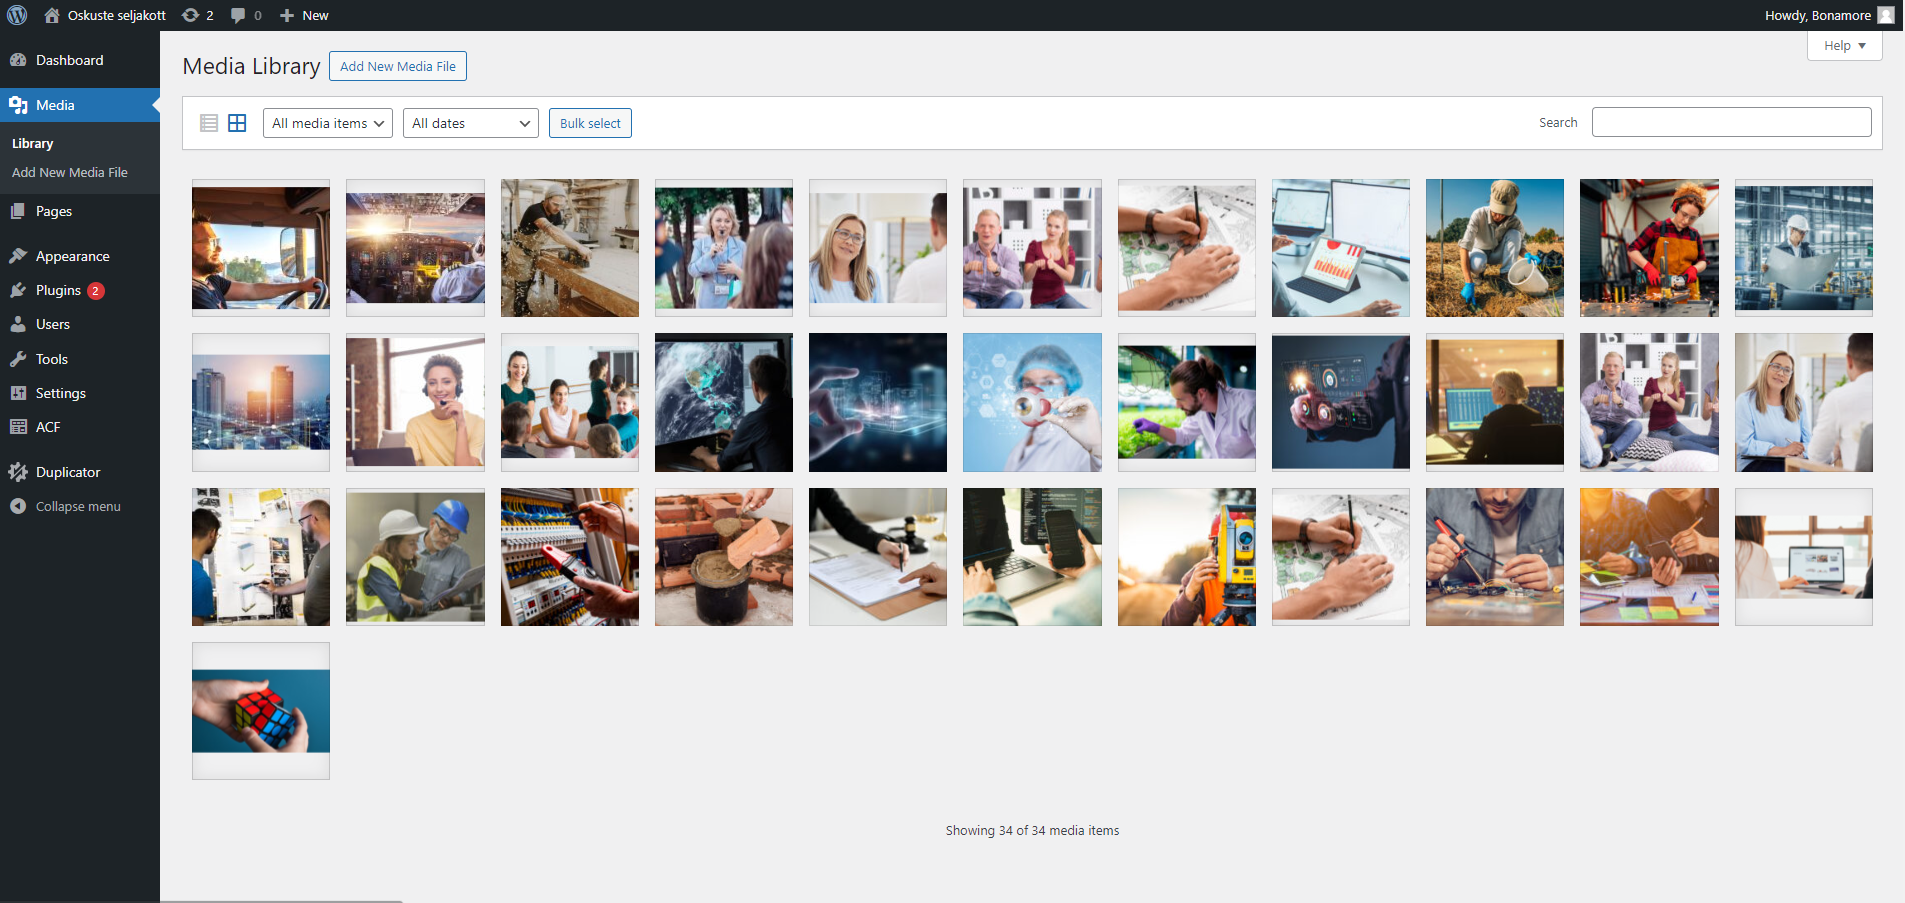 Oskuste seljakott 2 0 New Howdy, Bonamore
Help
Dashboard
Media
Library
Add New Media File
Pages
Appearance
Plugins 2
Users
Tools
Settings
ACF
Duplicator
Collapse menu
Media Library Add New Media File
All media items All dates Bulk select Search
Showing 34 of 34 media items